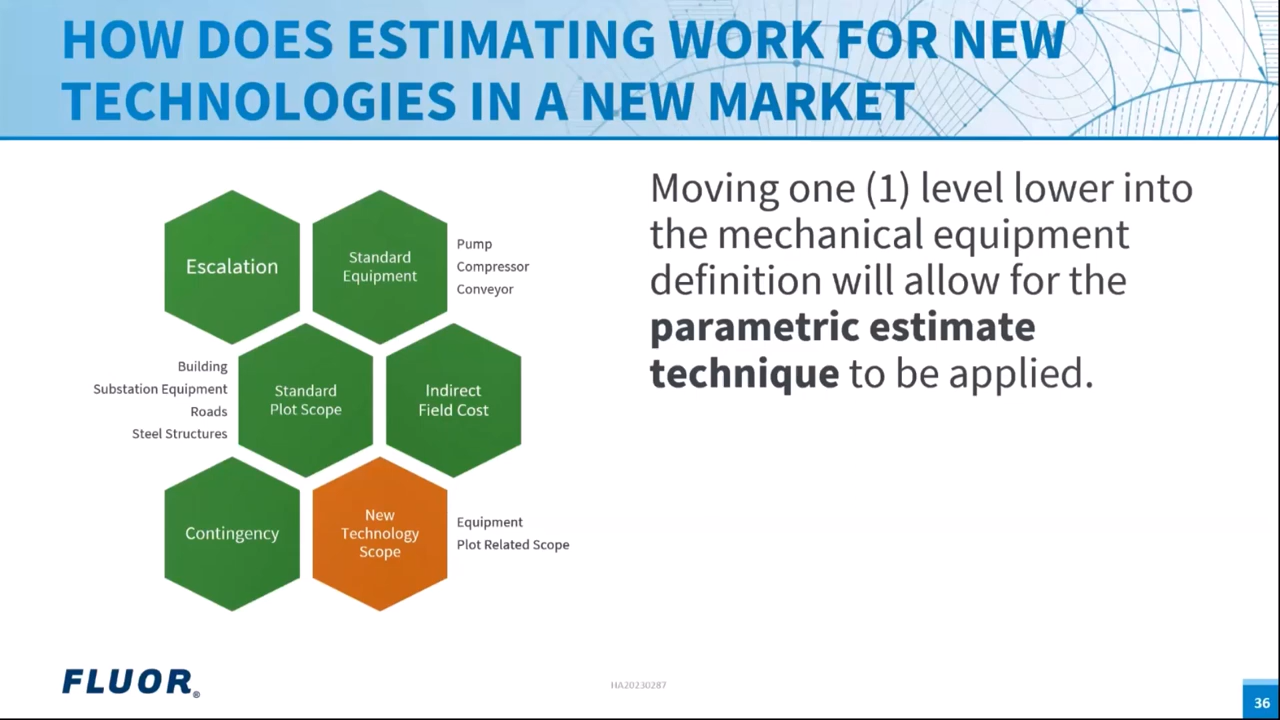 HOW DOES ESTIMATING WORK FOR NEW
TECHNOLOGIES IN A NEW MARKET
Escalation
Standard
Equipment
Pump
Compressor
Conveyor
Building
Substation Equipment
Roads
Steel Structures
Standard
Plot Scope
Indirect
Field Cost
Contingency
New
Technology
Scope
Equipment
Plot Related Scope
Moving one (1) level lower into
the mechanical equipment
definition will allow for the
parametric estimate
technique to be applied.
FLUOR®
HA20230287
36